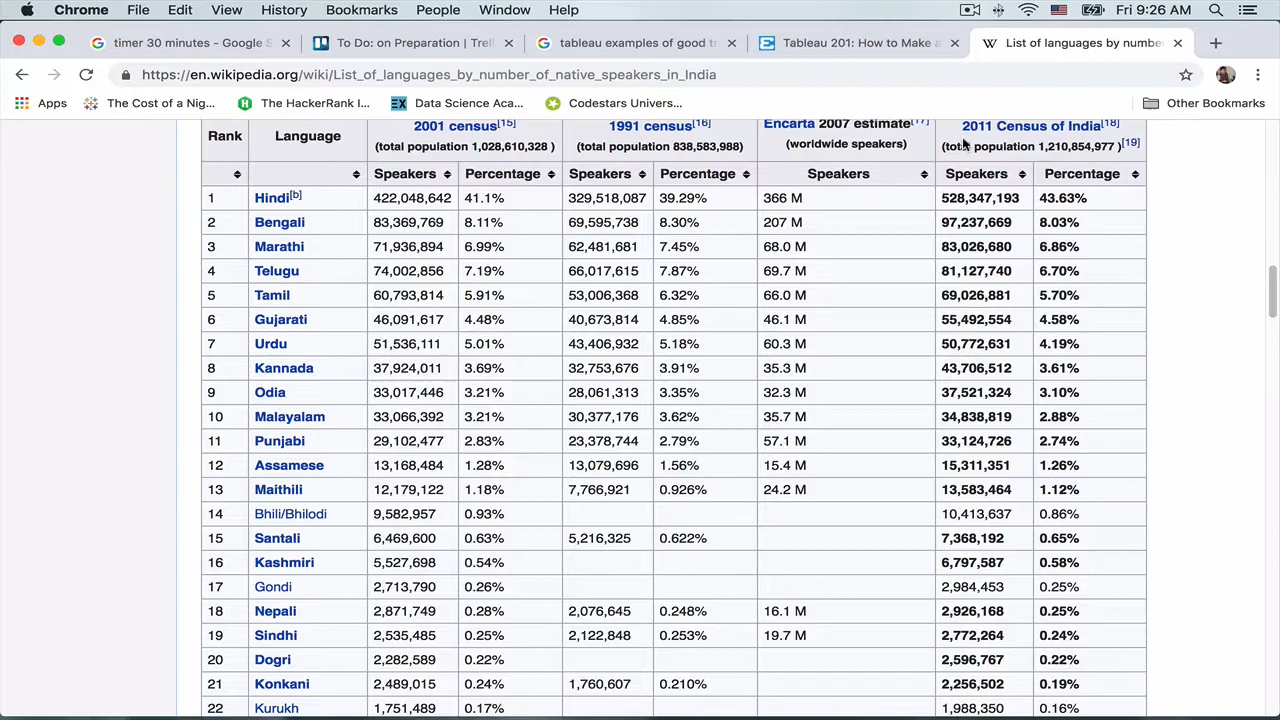 Chrome File Edit View History Bookmarks People Window Help Fri 9:26 AM
timer 30 minutes - Google S To Do: on Preparation | Trell tableau examples of good tr Tableau 201: How to Make a List of languages by numbe
https://en.wikipedia.org/wiki/List_of_languages_by_number_of_native_speakers_in_India
Apps The Cost of a Nig... The HackerRank I... Data Science Aca... Codestars Univers... Other Bookmarks
Rank Language 2001 census[15] 1991 census[16] Encarta 2007 estimate[17] 2011 Census of India[18]
(total population 1,028,610,328 ) (total population 838,583,988) (worldwide speakers) (total population 1,210,854,977 )[19]
Speakers Percentage Speakers Percentage Speakers Speakers Percentage
1 Hindi[b] 422,048,642 41.1% 329,518,087 39.29% 366 M 528,347,193 43.63%
2 Bengali 83,369,769 8.11% 69,595,738 8.30% 207 M 97,237,669 8.03%
3 Marathi 71,936,894 6.99% 62,481,681 7.45% 68.0 M 83,026,680 6.86%
4 Telugu 74,002,856 7.19% 66,017,615 7.87% 69.7 M 81,127,740 6.70%
5 Tamil 60,793,814 5.91% 53,006,368 6.32% 66.0 M 69,026,881 5.70%
6 Gujarati 46,091,617 4.48% 40,673,814 4.85% 46.1 M 55,492,554 4.58%
7 Urdu 51,536,111 5.01% 43,406,932 5.18% 60.3 M 50,772,631 4.19%
8 Kannada 37,924,011 3.69% 32,753,676 3.91% 35.3 M 43,706,512 3.61%
9 Odia 33,017,446 3.21% 28,061,313 3.35% 32.3 M 37,521,324 3.10%
10 Malayalam 33,066,392 3.21% 30,377,176 3.62% 35.7 M 34,838,819 2.88%
11 Punjabi 29,102,477 2.83% 23,378,744 2.79% 57.1 M 33,124,726 2.74%
12 Assamese 13,168,484 1.28% 13,079,696 1.56% 15.4 M 15,311,351 1.26%
13 Maithili 12,179,122 1.18% 7,766,921 0.926% 24.2 M 13,583,464 1.12%
14 Bhili/Bhilodi 9,582,957 0.93% 10,413,637 0.86%
15 Santali 6,469,600 0.63% 5,216,325 0.622% 7,368,192 0.65%
16 Kashmiri 5,527,698 0.54% 6,797,587 0.58%
17 Gondi 2,713,790 0.26% 2,984,453 0.25%
18 Nepali 2,871,749 0.28% 2,076,645 0.248% 16.1 M 2,926,168 0.25%
19 Sindhi 2,535,485 0.25% 2,122,848 0.253% 19.7 M 2,772,264 0.24%
20 Dogri 2,282,589 0.22% 2,596,767 0.22%
21 Konkani 2,489,015 0.24% 1,760,607 0.210% 2,256,502 0.19%
22 Kurukh 1,751,489 0.17% 1,988,350 0.16%